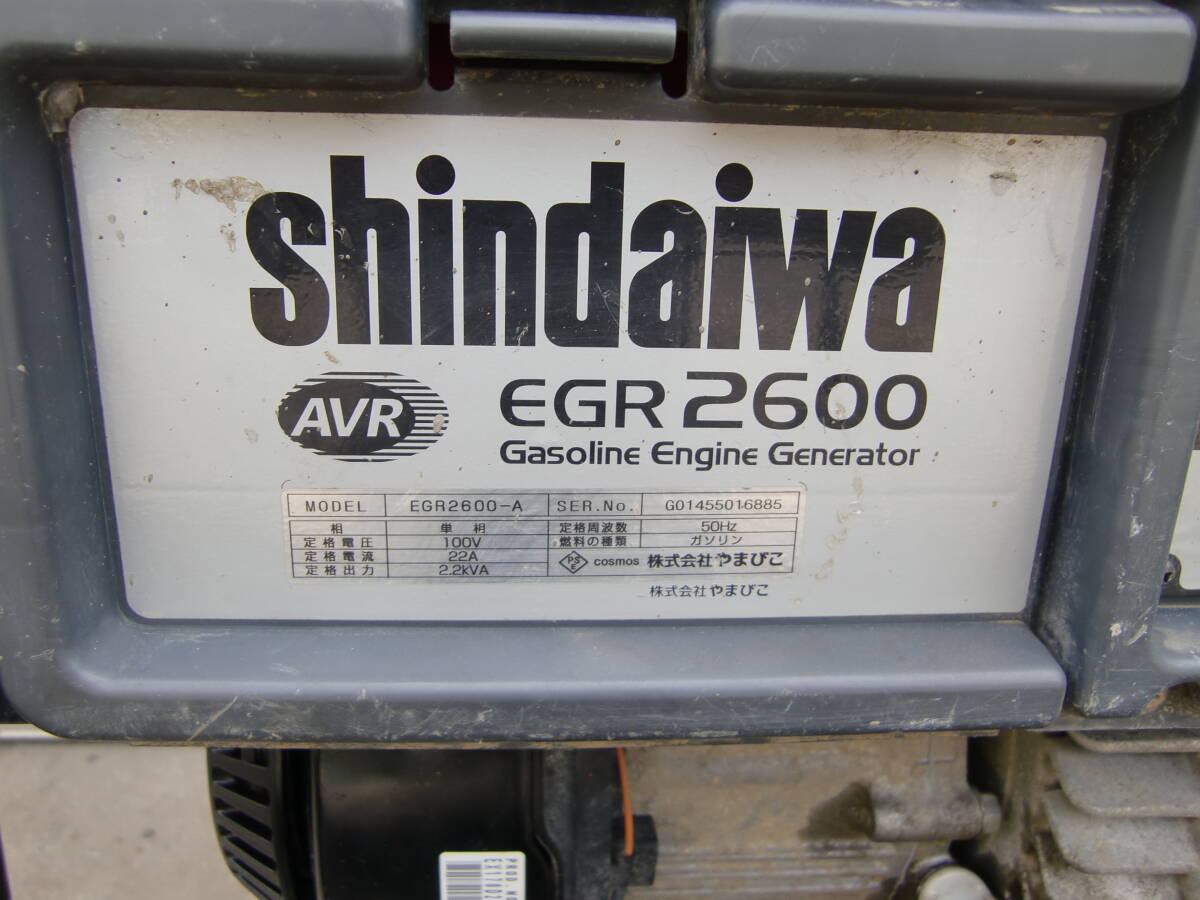 shindaiwa
AVR
EGR 2600
Gasoline Engine Generator
MODEL EGR2600-A SER.No. G01455016885
相 単相 定格周波数 50Hz
定格電圧 100V 燃料の種類 ガソリン
定格電流 22A
定格出力 2.2kVA
PSE cosmos 株式会社やまびこ
株式会社やまびこ